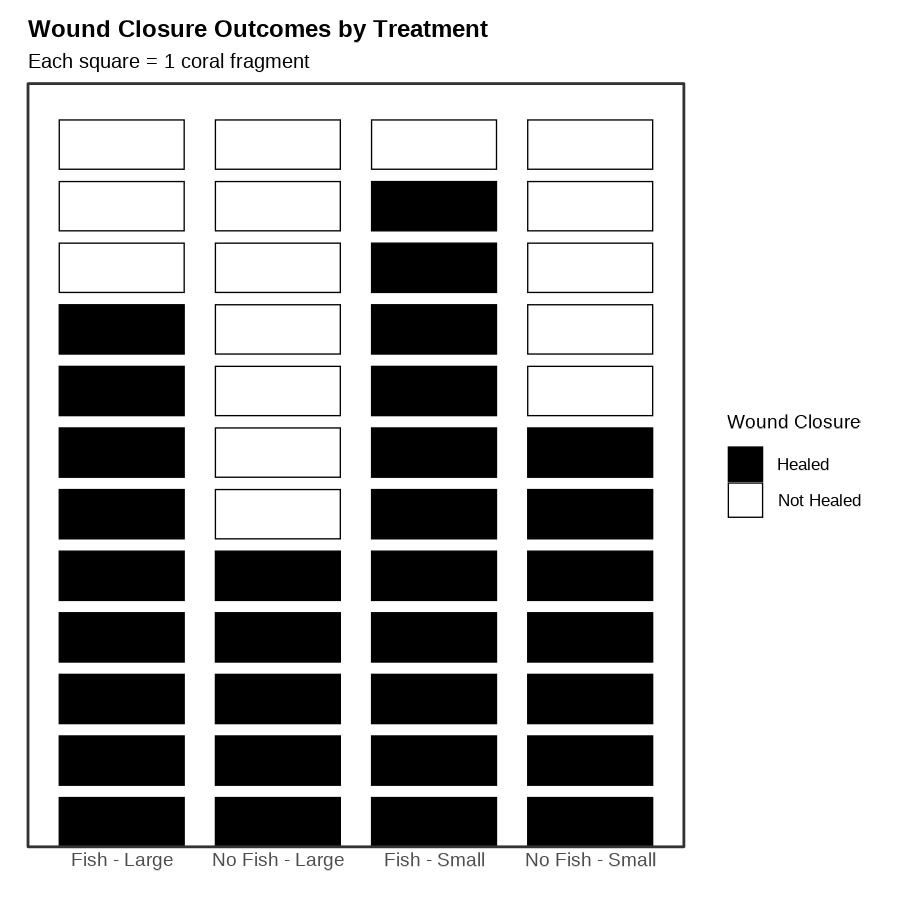 Wound Closure Outcomes by Treatment
Each square = 1 coral fragment
Wound Closure
Healed
Not Healed
Fish - Large
No Fish - Large
Fish - Small
No Fish - Small